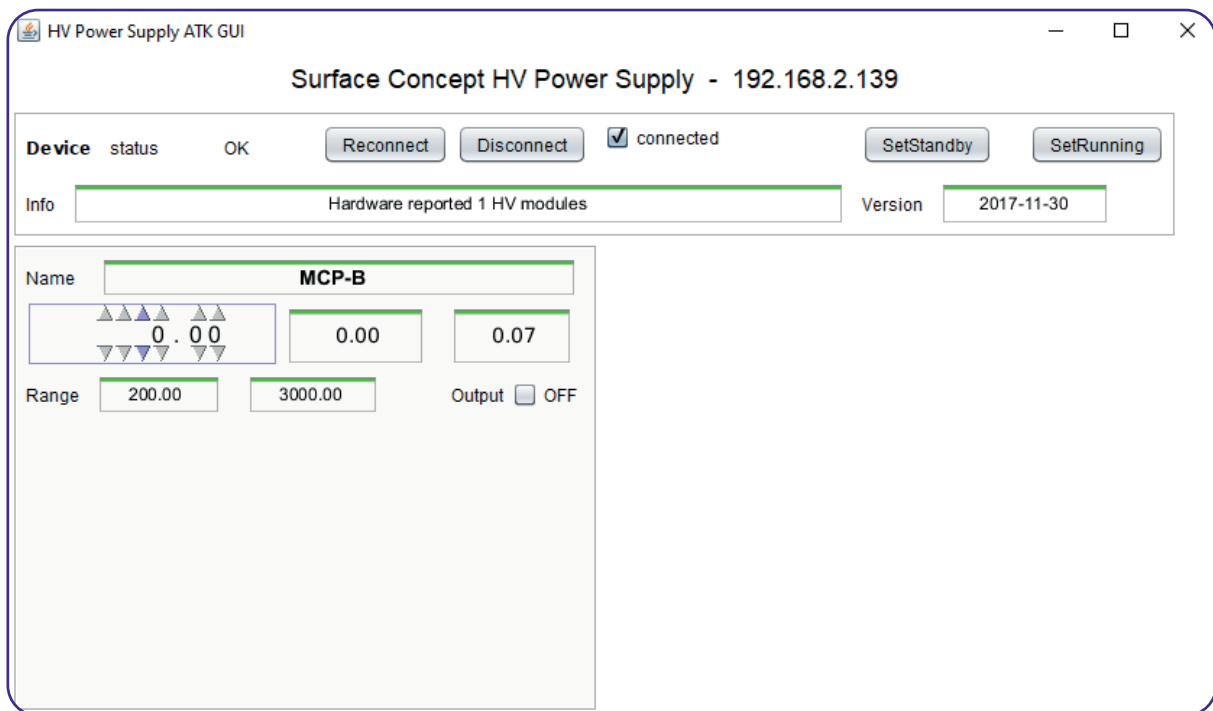 HV Power Supply ATK GUI
Surface Concept HV Power Supply - 192.168.2.139
Device status OK Reconnect Disconnect connected SetStandby SetRunning
Info Hardware reported 1 HV modules Version 2017-11-30
Name MCP-B
0.00 0.00 0.07
Range 200.00 3000.00 Output OFF